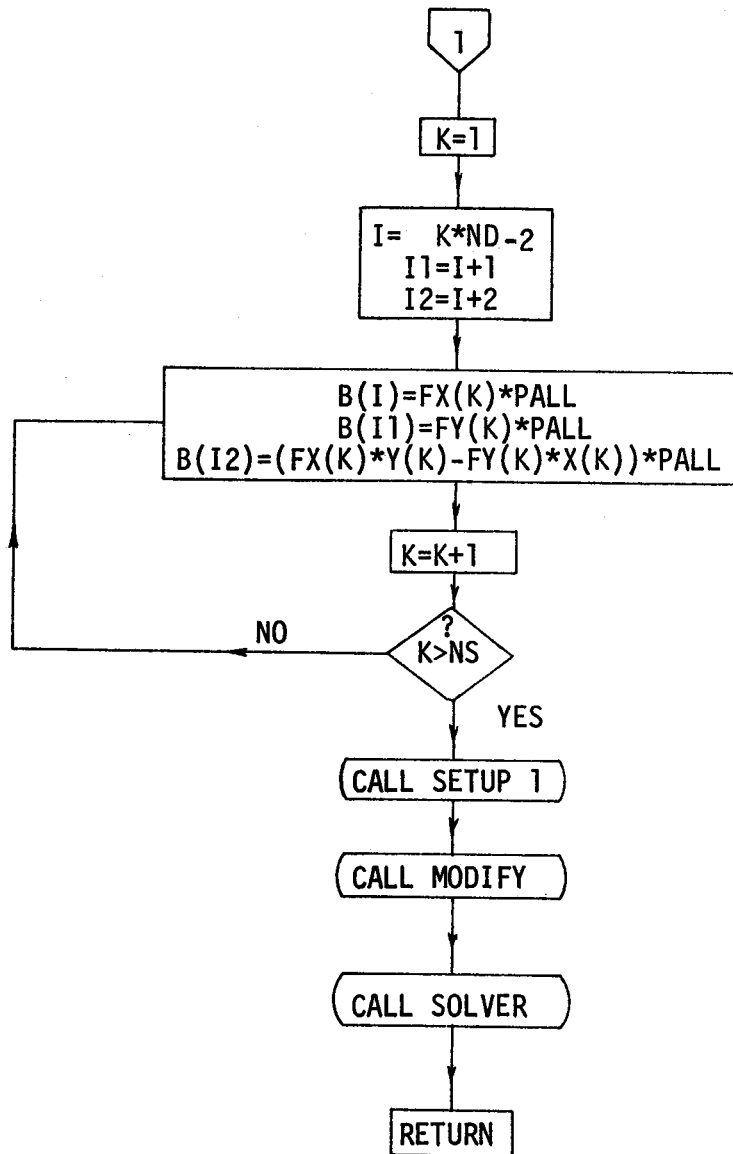 1
K=1
I= K*ND-2
I1=I+1
I2=I+2
B(I)=FX(K)*PALL
B(I1)=FY(K)*PALL
B(I2)=(FX(K)*Y(K)-FY(K)*X(K))*PALL
K=K+1
?
NO
K>NS
YES
CALL SETUP 1
CALL MODIFY
CALL SOLVER
RETURN